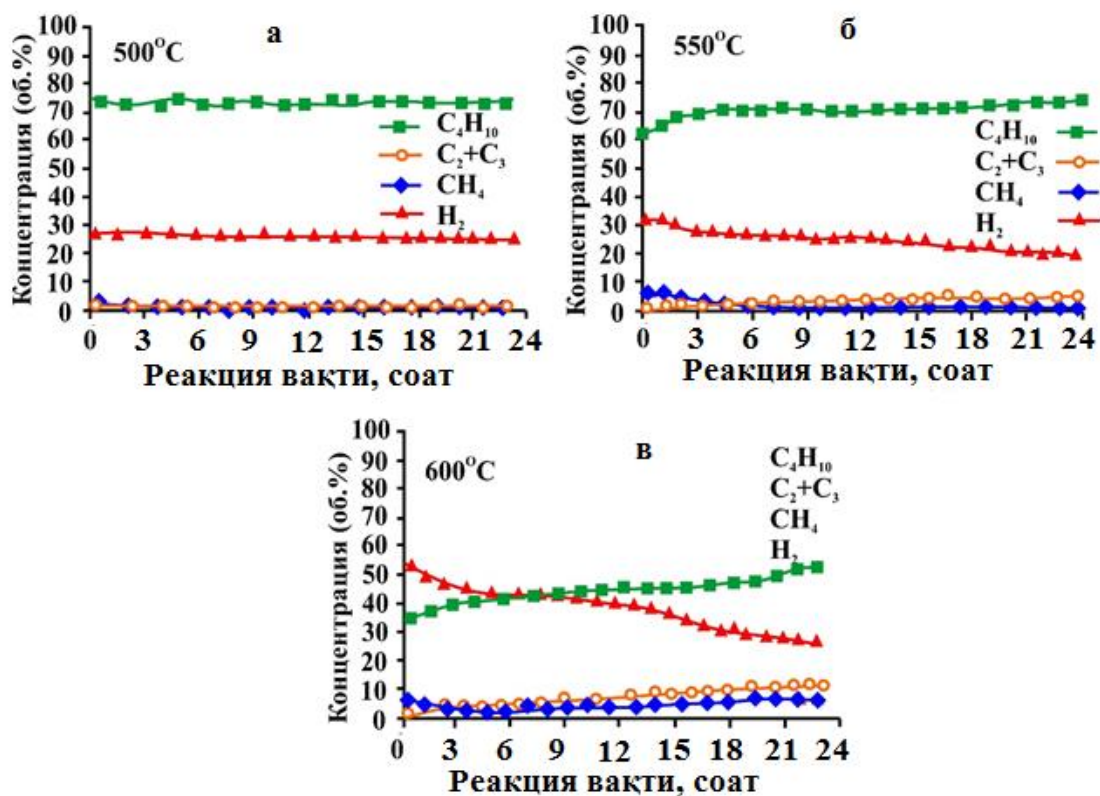 а
500°C
Концентрация (об.%)
100
90
80
70
60
50
40
30
20
10
0
C₄H₁₀
C₂+C₃
CH₄
H₂
0 3 6 9 12 15 18 21 24
Реакция вақти, соат
б
550°C
Концентрация (об.%)
100
90
80
70
60
50
40
30
20
10
0
C₄H₁₀
C₂+C₃
CH₄
H₂
0 3 6 9 12 15 18 21 24
Реакция вақти, соат
в
600°C
Концентрация (об.%)
100
90
80
70
60
50
40
30
20
10
0
C₄H₁₀
C₂+C₃
CH₄
H₂
0 3 6 9 12 15 18 21 24
Реакция вақти, соат